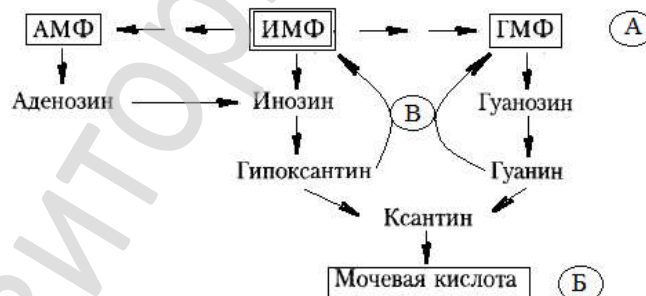 АМФ ИМФ ГМФ А
Аденозин Инозин В Гуанозин
Гипоксантин Гуанин
Ксантин
Мочевая кислота Б